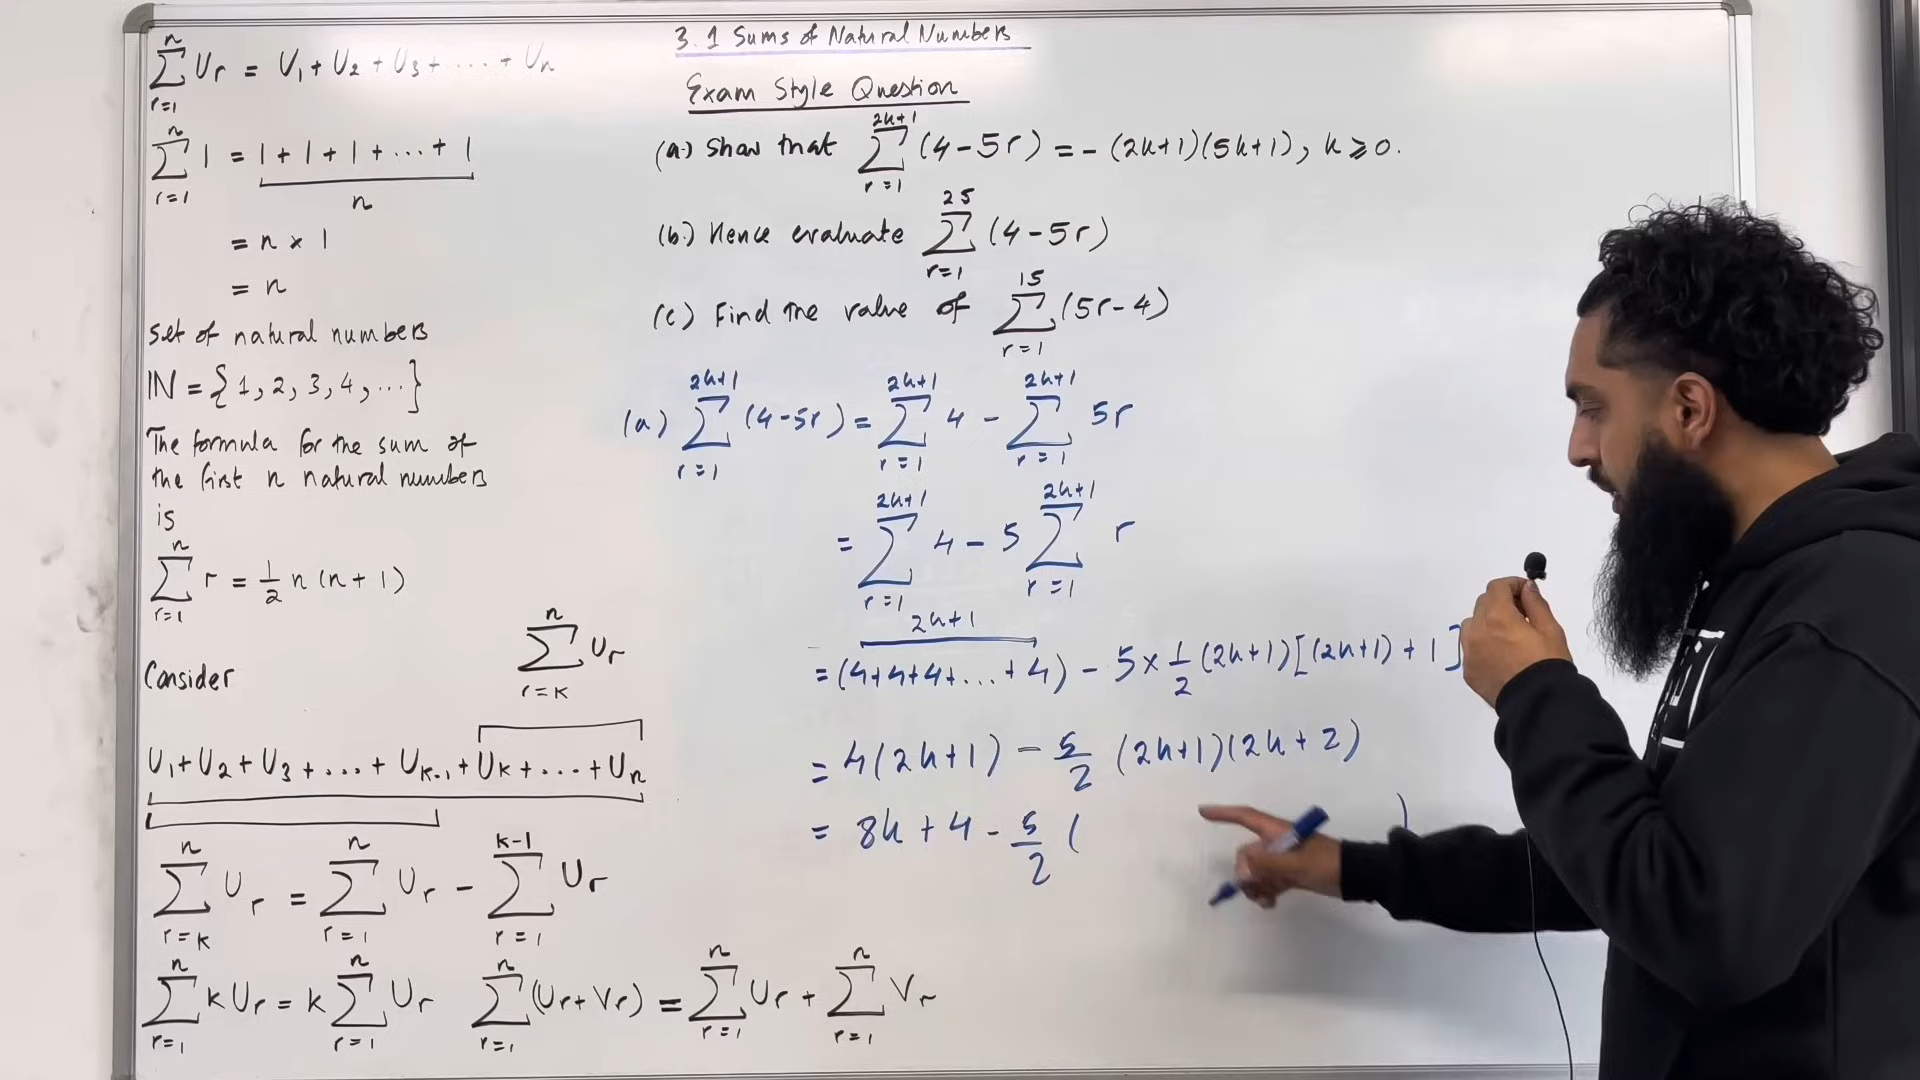 3.1 Sums of Natural Numbers
Exam Style Question
(a.) Show that ∑_{r=1}^{2k+1} (4-5r) = -(2k+1)(5k+1), k ⩾ 0.
(b.) Hence evaluate ∑_{r=1}^{25} (4-5r)
(c) Find the value of ∑_{r=1}^{15} (5r-4)
∑_{r=1}^{n} Ur = U1 + U2 + U3 + ... + Un
∑_{r=1}^{n} 1 = 1 + 1 + 1 + ... + 1
n
= n × 1
= n
Set of natural numbers
ℕ = {1, 2, 3, 4, ...}
The formula for the sum of
the first n natural numbers
is
∑_{r=1}^{n} r = 1/2 n (n+1)
Consider
∑_{r=k}^{n} Ur
U1 + U2 + U3 + ... + Uk-1 + Uk + ... + Un
∑_{r=k}^{n} Ur = ∑_{r=1}^{n} Ur - ∑_{r=1}^{k-1} Ur
∑_{r=1}^{n} k Ur = k ∑_{r=1}^{n} Ur
∑_{r=1}^{n} (Ur + Vr) = ∑_{r=1}^{n} Ur + ∑_{r=1}^{n} Vr
(a) ∑_{r=1}^{2k+1} (4-5r) = ∑_{r=1}^{2k+1} 4 - ∑_{r=1}^{2k+1} 5r
= ∑_{r=1}^{2k+1} 4 - 5 ∑_{r=1}^{2k+1} r
2k+1
= (4+4+4+...+4) - 5 × 1/2 (2k+1)[(2k+1)+1]
= 4(2k+1) - 5/2 (2k+1)(2k+2)
= 8k + 4 - 5/2 ( )